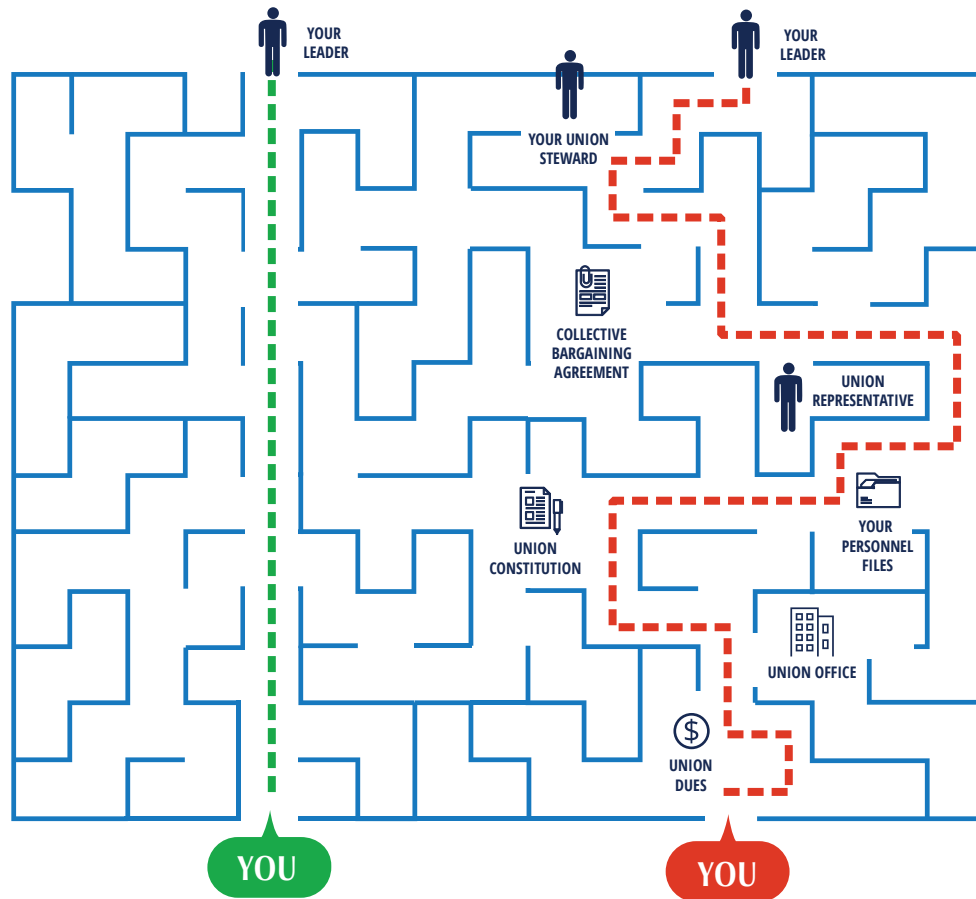 YOUR
LEADER
YOUR
LEADER
YOUR UNION
STEWARD
COLLECTIVE
BARGAINING
AGREEMENT
UNION
REPRESENTATIVE
YOUR
PERSONNEL
FILES
UNION
CONSTITUTION
UNION OFFICE
$
UNION
DUES
YOU
YOU